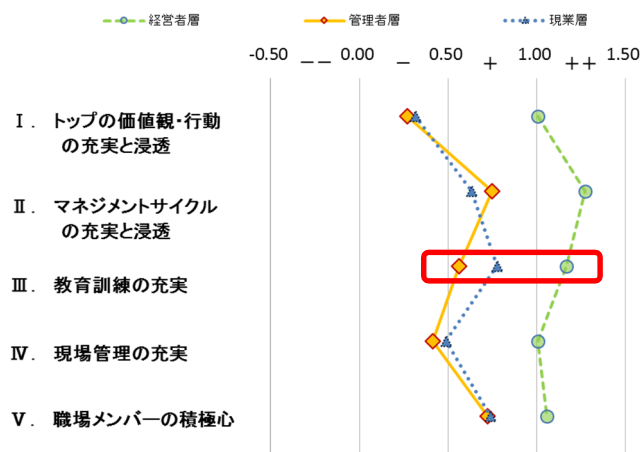 経営者層 管理者層 現業層
-0.50 −− 0.00 − 0.50 + 1.00 ++ 1.50
Ⅰ． トップの価値観・行動
の充実と浸透
Ⅱ． マネジメントサイクル
の充実と浸透
Ⅲ． 教育訓練の充実
Ⅳ． 現場管理の充実
Ⅴ． 職場メンバーの積極心